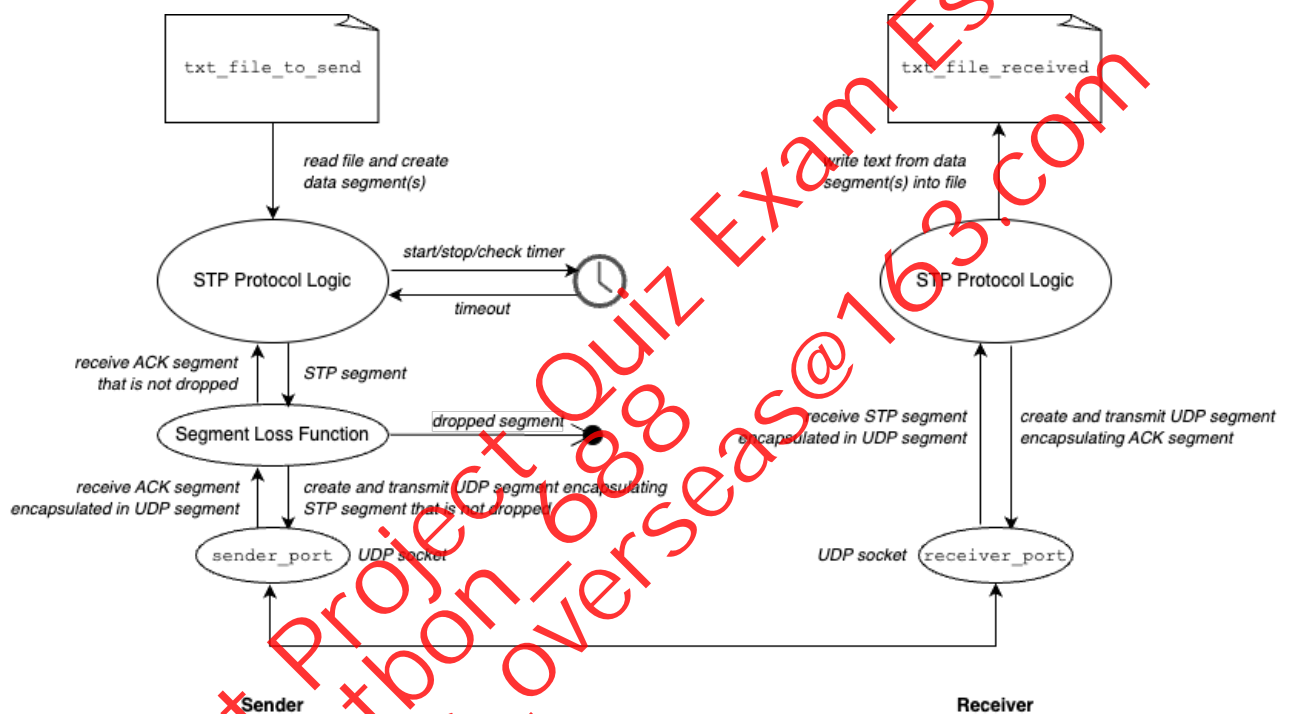 txt_file_to_send
txt_file_received
read file and create
data segment(s)
write text from data
segment(s) into file
STP Protocol Logic
start/stop/check timer
timeout
STP Protocol Logic
receive ACK segment
that is not dropped
STP segment
Segment Loss Function
dropped segment
receive STP segment
encapsulated in UDP segment
create and transmit UDP segment
encapsulating ACK segment
receive ACK segment
encapsulated in UDP segment
create and transmit UDP segment encapsulating
STP segment that is not dropped
sender_port
UDP socket
UDP socket
receiver_port
Sender
Receiver
Project Quiz Exam Es
tbon_688
overseas@163.com